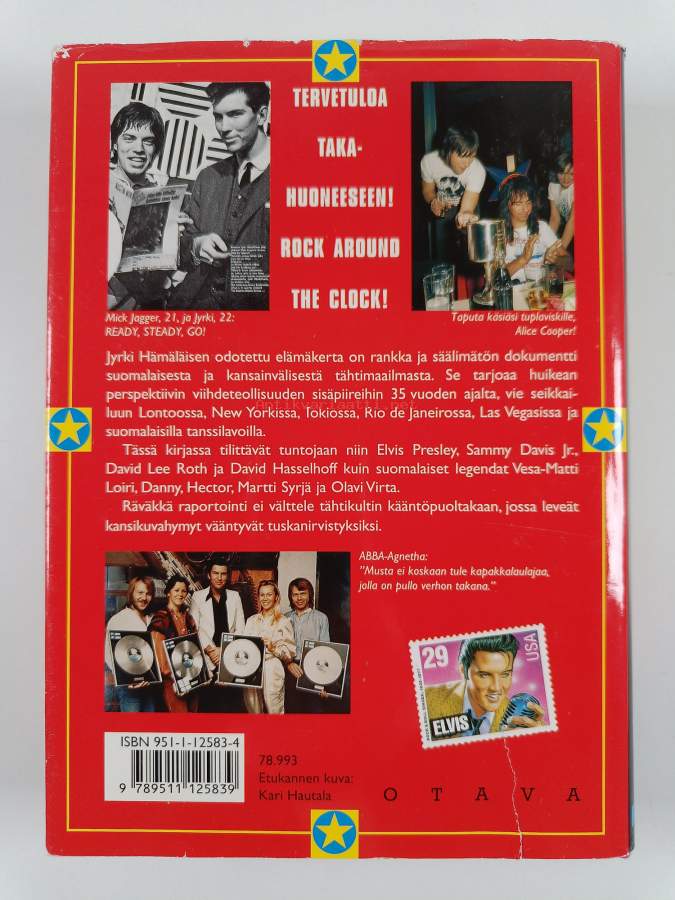 TERVETULOA
TAKA-
HUONEESEEN!
ROCK AROUND
THE CLOCK!
Mick Jagger, 21, ja Jyrki, 22:
READY, STEADY, GO!
Taputa käsiäsi tuplaviskille,
Alice Cooper!
Jyrki Hämäläisen odotettu elämäkerta on rankka ja säälimätön dokumentti
suomalaisesta ja kansainvälisestä tähtimaailmasta. Se tarjoaa huikean
perspektiivin viihdeteollisuuden sisäpiireihin 35 vuoden ajalta, vie seikkai-
luun Lontoossa, New Yorkissa, Tokiossa, Rio de Janeirossa, Las Vegasissa ja
suomalaisilla tanssilavoilla.
Tässä kirjassa tilittävät tuntojaan niin Elvis Presley, Sammy Davis Jr.,
David Lee Roth ja David Hasselhoff kuin suomalaiset legendat Vesa-Matti
Loiri, Danny, Hector, Martti Syrjä ja Olavi Virta.
Räväkkä raportointi ei välttele tähtikultin kääntöpuoltakaan, jossa leveät
kansikuvahymyt vääntyvät tuskanirvistyksiksi.
ABBA-Agnetha:
"Musta ei koskaan tule kapakkalaulajaa,
jolla on pullo verhon takana."
29
USA
ELVIS
ISBN 951-1-12583-4
9 789511 125839
78.993
Etukannen kuva:
Kari Hautala
OTAVA